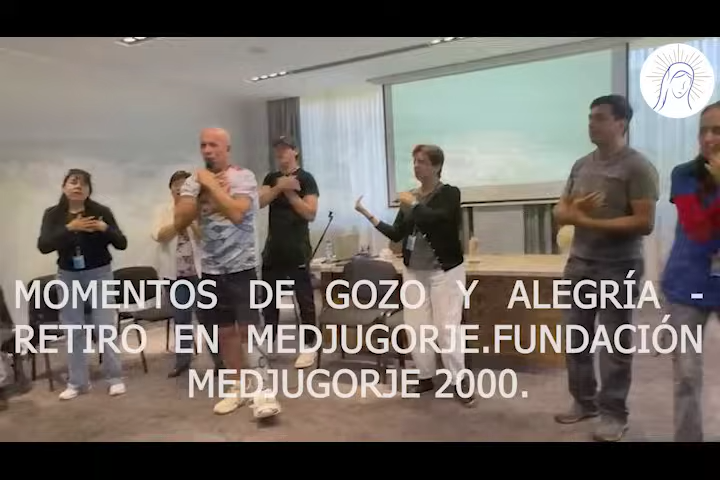 MOMENTOS DE GOZO Y ALEGRÍA -
RETIRO EN MEDJUGORJE.FUNDACIÓN
MEDJUGORJE 2000.